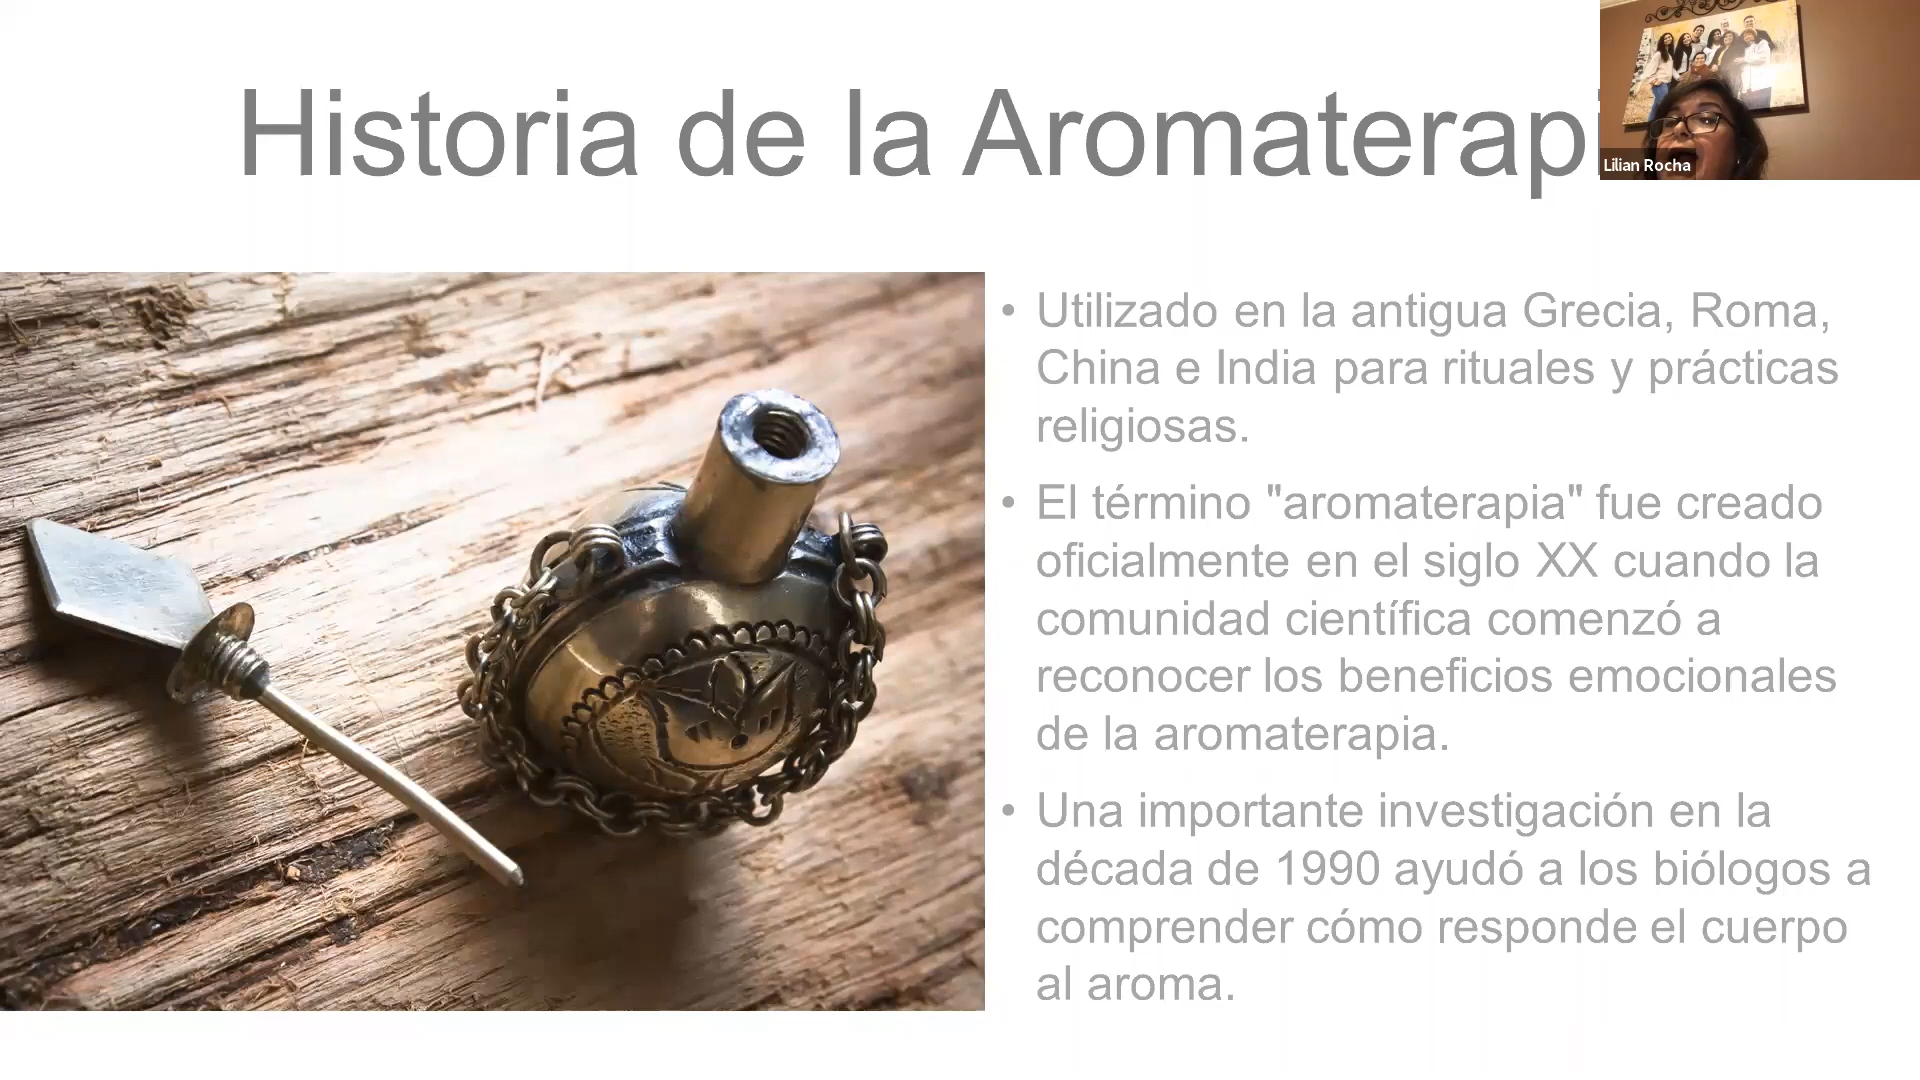 Historia de la Aromaterapi
Lilian Rocha
• Utilizado en la antigua Grecia, Roma,
China e India para rituales y prácticas
religiosas.
• El término "aromaterapia" fue creado
oficialmente en el siglo XX cuando la
comunidad científica comenzó a
reconocer los beneficios emocionales
de la aromaterapia.
• Una importante investigación en la
década de 1990 ayudó a los biólogos a
comprender cómo responde el cuerpo
al aroma.